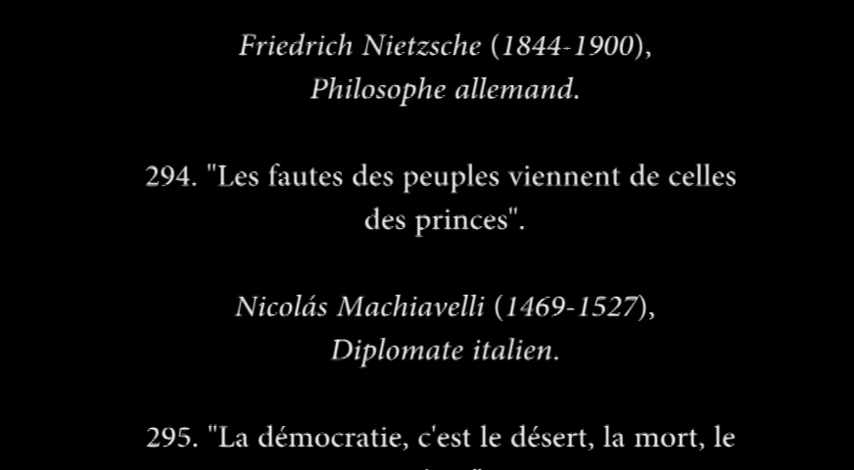 Friedrich Nietzsche (1844-1900),
Philosophe allemand.
294. "Les fautes des peuples viennent de celles
des princes".
Nicolás Machiavelli (1469-1527),
Diplomate italien.
295. "La démocratie, c'est le désert, la mort, le